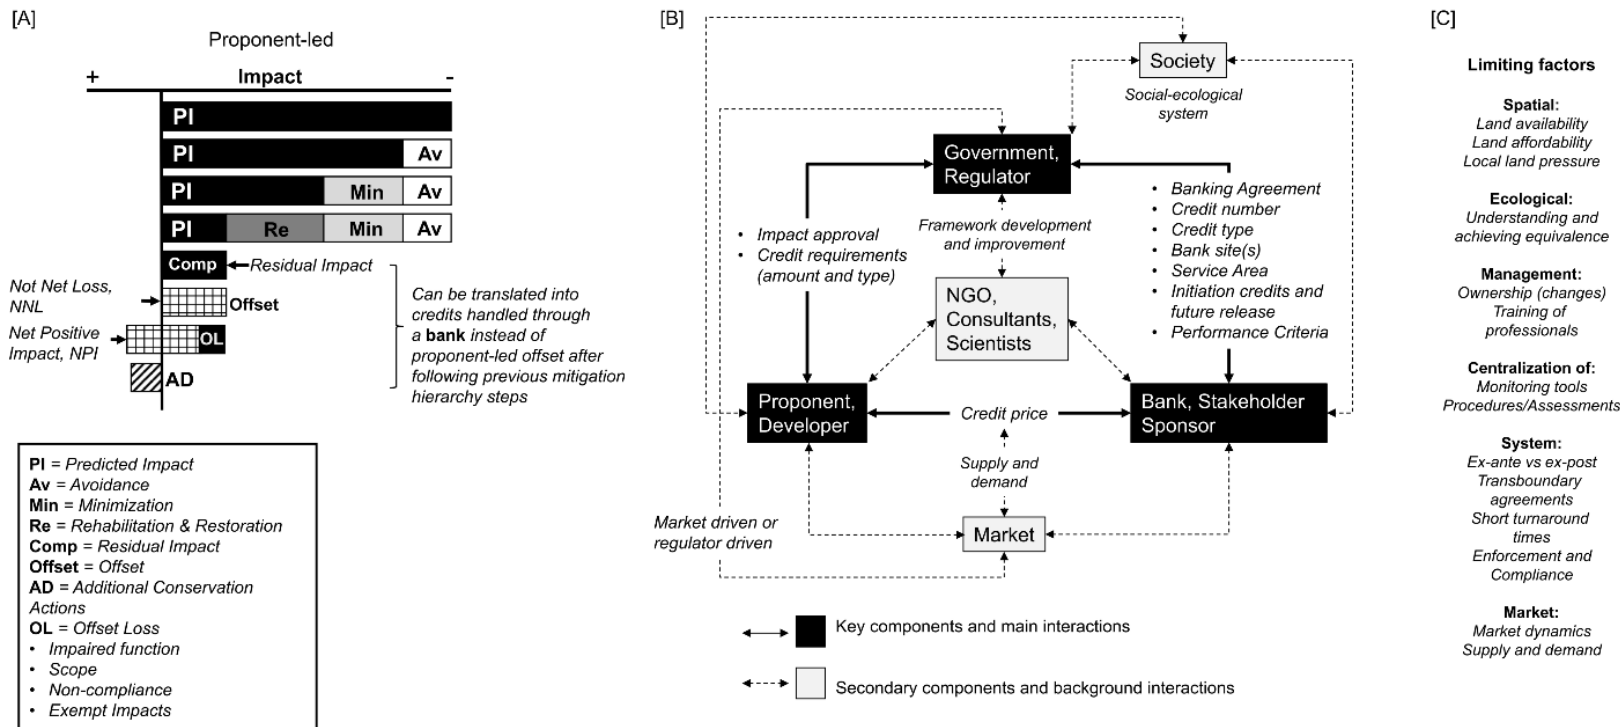 [A]
Proponent-led
+ Impact -
PI
PI Av
PI Min Av
PI Re Min Av
Comp Residual Impact
Not Net Loss,
NNL
Offset
Net Positive
Impact, NPI
OL
AD
Can be translated into
credits handled through
a bank instead of
proponent-led offset after
following previous mitigation
hierarchy steps
PI = Predicted Impact
Av = Avoidance
Min = Minimization
Re = Rehabilitation & Restoration
Comp = Residual Impact
Offset = Offset
AD = Additional Conservation
Actions
OL = Offset Loss
• Impaired function
• Scope
• Non-compliance
• Exempt Impacts
[B]
Society
Social-ecological
system
Government,
Regulator
• Impact approval
• Credit requirements
(amount and type)
Framework development
and improvement
• Banking Agreement
• Credit number
• Credit type
• Bank site(s)
• Service Area
• Initiation credits and
future release
• Performance Criteria
NGO,
Consultants,
Scientists
Proponent,
Developer
Credit price
Bank, Stakeholder
Sponsor
Supply and
demand
Market
Market driven or
regulator driven
Key components and main interactions
Secondary components and background interactions
[C]
Limiting factors
Spatial:
Land availability
Land affordability
Local land pressure
Ecological:
Understanding and
achieving equivalence
Management:
Ownership (changes)
Training of
professionals
Centralization of:
Monitoring tools
Procedures/Assessments
System:
Ex-ante vs ex-post
Transboundary
agreements
Short turnaround
times
Enforcement and
Compliance
Market:
Market dynamics
Supply and demand